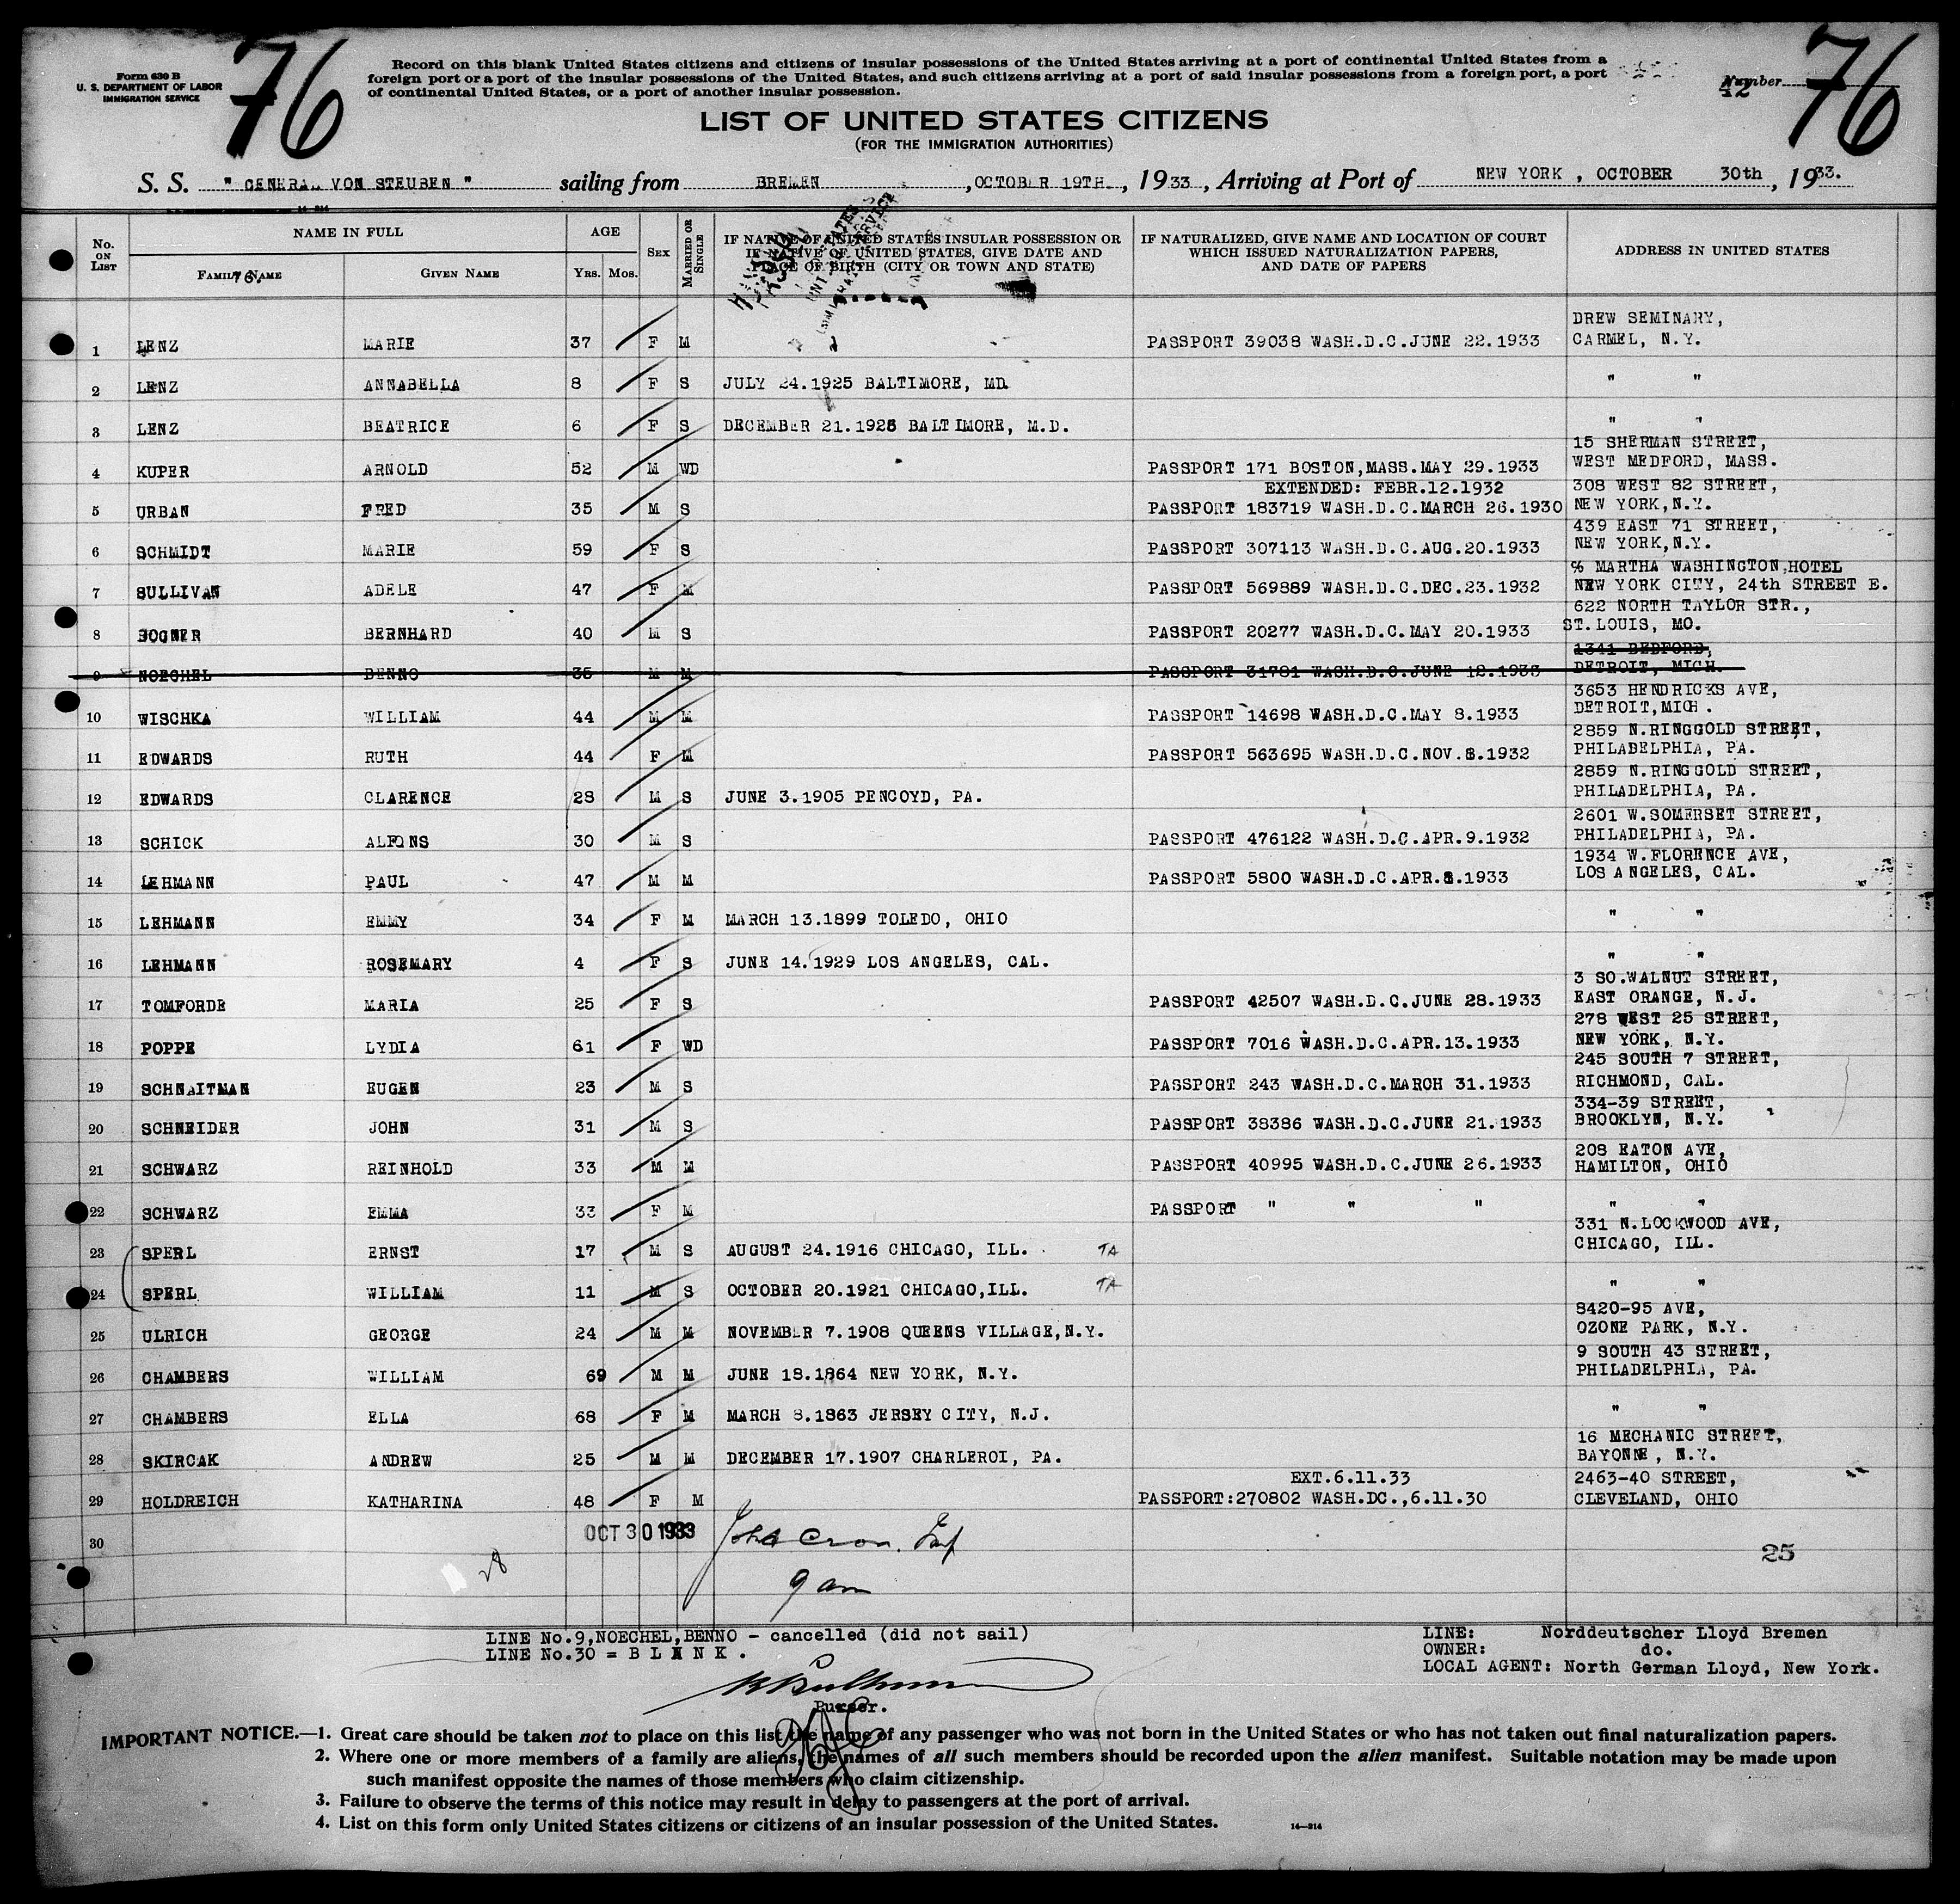 76
76
Form 630 B
U. S. DEPARTMENT OF LABOR
IMMIGRATION SERVICE
Record on this blank United States citizens and citizens of insular possessions of the United States arriving at a port of continental United States from a
foreign port or a port of the insular possessions of the United States, and such citizens arriving at a port of said insular possessions from a foreign port, a port
of continental United States, or a port of another insular possession.
Number
12
LIST OF UNITED STATES CITIZENS
(FOR THE IMMIGRATION AUTHORITIES)
S. S. " GENERAL VON STEUBEN " sailing from BREMEN , OCTOBER 19TH. , 1933 , Arriving at Port of NEW YORK , OCTOBER 30th , 1933.
14-214
No. ON LIST NAME IN FULL AGE SEX MARRIED OR SINGLE IF NATIVE OF UNITED STATES INSULAR POSSESSION OR IF NATIVE OF UNITED STATES, GIVE DATE AND PLACE OF BIRTH (CITY OR TOWN AND STATE) IF NATURALIZED, GIVE NAME AND LOCATION OF COURT WHICH ISSUED NATURALIZATION PAPERS, AND DATE OF PAPERS ADDRESS IN UNITED STATES
FAMILY NAME 76. GIVEN NAME Yrs. Mos.
DREW SEMINARY,
1 LENZ MARIE 37 F M PASSPORT 39038 WASH.D.C.JUNE 22.1933 CARMEL, N.Y.
2 LENZ ANNABELLA 8 F S JULY 24.1925 BALTIMORE, MD " "
3 LENZ BEATRICE 6 F S DECEMBER 21.1926 BALTIMORE, M.D. " "
15 SHERMAN STREET,
4 KUPER ARNOLD 52 M WD PASSPORT 171 BOSTON,MASS.MAY 29.1933 WEST MEDFORD, MASS.
EXTENDED: FEBR.12.1932 308 WEST 82 STREET,
5 URBAN FRED 35 M S PASSPORT 183719 WASH.D.C.MARCH 26.1930 NEW YORK,N.Y.
439 EAST 71 STREET,
6 SCHMIDT MARIE 59 F S PASSPORT 307113 WASH.D.C.AUG.20.1933 NEW YORK,N.Y.
℅ MARTHA WASHINGTON,HOTEL
7 SULLIVAN ADELE 47 F M PASSPORT 569889 WASH.D.C.DEC.23.1932 NEW YORK CITY, 24th STREET E.
622 NORTH TAYLOR STR.,
8 BOGNER BERNHARD 40 M S PASSPORT 20277 WASH.D.C.MAY 20.1933 ST.LOUIS, MO.
1341 BEDFORD,
9 NOECHEL BENNO 35 M M PASSPORT 31781 WASH.D.C.JUNE 12.1933 DETROIT, MICH.
3653 HENDRICKS AVE,
10 WISCHKA WILLIAM 44 M M PASSPORT 14698 WASH.D.C.MAY 8.1933 DETROIT,MICH.
2859 N.RINGGOLD STREET,
11 EDWARDS RUTH 44 F M PASSPORT 563695 WASH.D.C.NOV.8.1932 PHILADELPHIA, PA.
2859 N.RINGGOLD STREET,
12 EDWARDS CLARENCE 28 M S JUNE 3.1905 PENCOYD, PA. PHILADELPHIA, PA.
2601 W.SOMERSET STREET,
13 SCHICK ALFONS 30 M S PASSPORT 476122 WASH.D.C.APR.9.1932 PHILADELPHIA, PA.
1934 W.FLORENCE AVE,
14 LEHMANN PAUL 47 M M PASSPORT 5800 WASH.D.C.APR.8.1933 LOS ANGELES, CAL.
15 LEHMANN EMMY 34 F M MARCH 13.1899 TOLEDO, OHIO " "
16 LEHMANN ROSEMARY 4 F S JUNE 14.1929 LOS ANGELES, CAL. " "
3 SO.WALNUT STREET,
17 TOMFORDE MARIA 25 F S PASSPORT 42507 WASH.D.C.JUNE 28.1933 EAST ORANGE, N.J.
278 WEST 25 STREET,
18 POPPE LYDIA 61 F WD PASSPORT 7016 WASH.D.C.APR.13.1933 NEW YORK, N.Y.
245 SOUTH 7 STREET,
19 SCHNAITMAN EUGEN 23 M S PASSPORT 243 WASH.D.C.MARCH 31.1933 RICHMOND, CAL.
334-39 STREET,
20 SCHNEIDER JOHN 31 M S PASSPORT 38386 WASH.D.C.JUNE 21.1933 BROOKLYN, N.Y.
208 EATON AVE,
21 SCHWARZ REINHOLD 33 M M PASSPORT 40995 WASH.D.C.JUNE 26.1933 HAMILTON, OHIO
22 SCHWARZ EMMA 33 F M PASSPORT " " " " "
331 N.LOCKWOOD AVE,
23 SPERL ERNST 17 M S AUGUST 24.1916 CHICAGO, ILL. TA CHICAGO, ILL.
24 SPERL WILLIAM 11 M S OCTOBER 20.1921 CHICAGO,ILL. TA " "
8420-95 AVE,
25 ULRICH GEORGE 24 M M NOVEMBER 7.1908 QUEENS VILLAGE,N.Y. OZONE PARK, N.Y.
9 SOUTH 43 STREET,
26 CHAMBERS WILLIAM 69 M M JUNE 18.1864 NEW YORK, N.Y. PHILADELPHIA, PA.
27 CHAMBERS ELLA 68 F M MARCH 8.1863 JERSEY CITY, N.J. " "
16 MECHANIC STREET,
28 SKIRCAK ANDREW 25 M M DECEMBER 17.1907 CHARLEROI, PA. BAYONNE, N.Y.
EXT.6.11.33 2463-40 STREET,
29 HOLDREICH KATHARINA 48 F M PASSPORT:270802 WASH.DC.,6.11.30 CLEVELAND, OHIO
30 OCT 30 1933 John Cron. Insp
28 9 am 25
LINE No.9,NOECHEL,BENNO - cancelled (did not sail)
LINE No.30 = B L A N K .
Purser.
LINE: Norddeutscher Lloyd Bremen
OWNER: do.
LOCAL AGENT: North German Lloyd, New York.
IMPORTANT NOTICE.—1. Great care should be taken not to place on this list the name of any passenger who was not born in the United States or who has not taken out final naturalization papers.
2. Where one or more members of a family are aliens, the names of all such members should be recorded upon the alien manifest. Suitable notation may be made upon
such manifest opposite the names of those members who claim citizenship.
3. Failure to observe the terms of this notice may result in delay to passengers at the port of arrival.
4. List on this form only United States citizens or citizens of an insular possession of the United States.
14—214